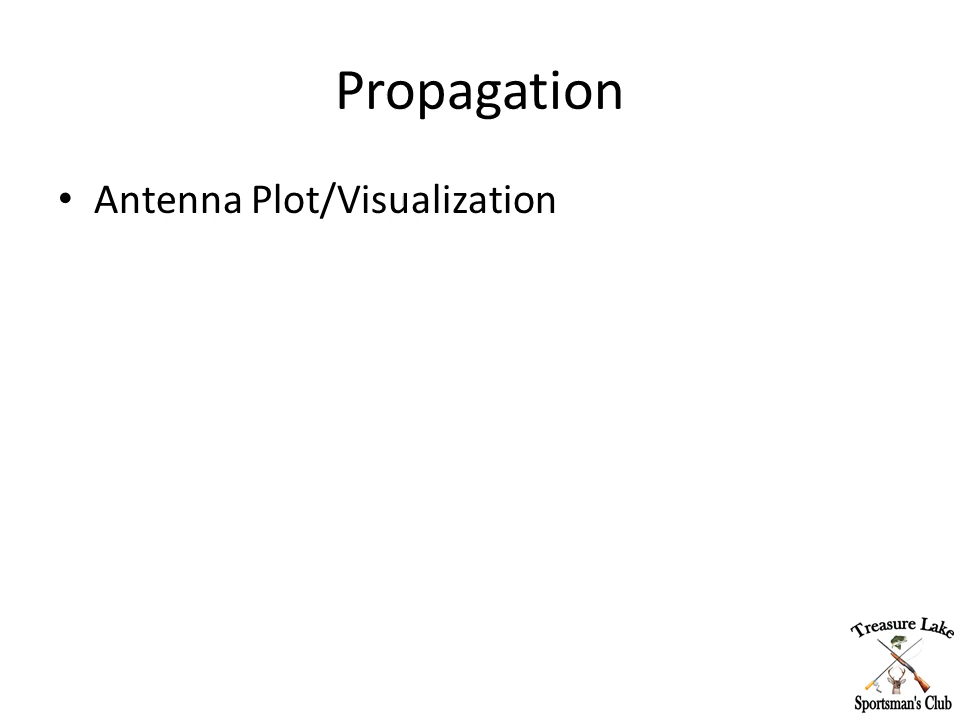 Propagation
• Antenna Plot/Visualization
Treasure Lake
Sportsman's Club